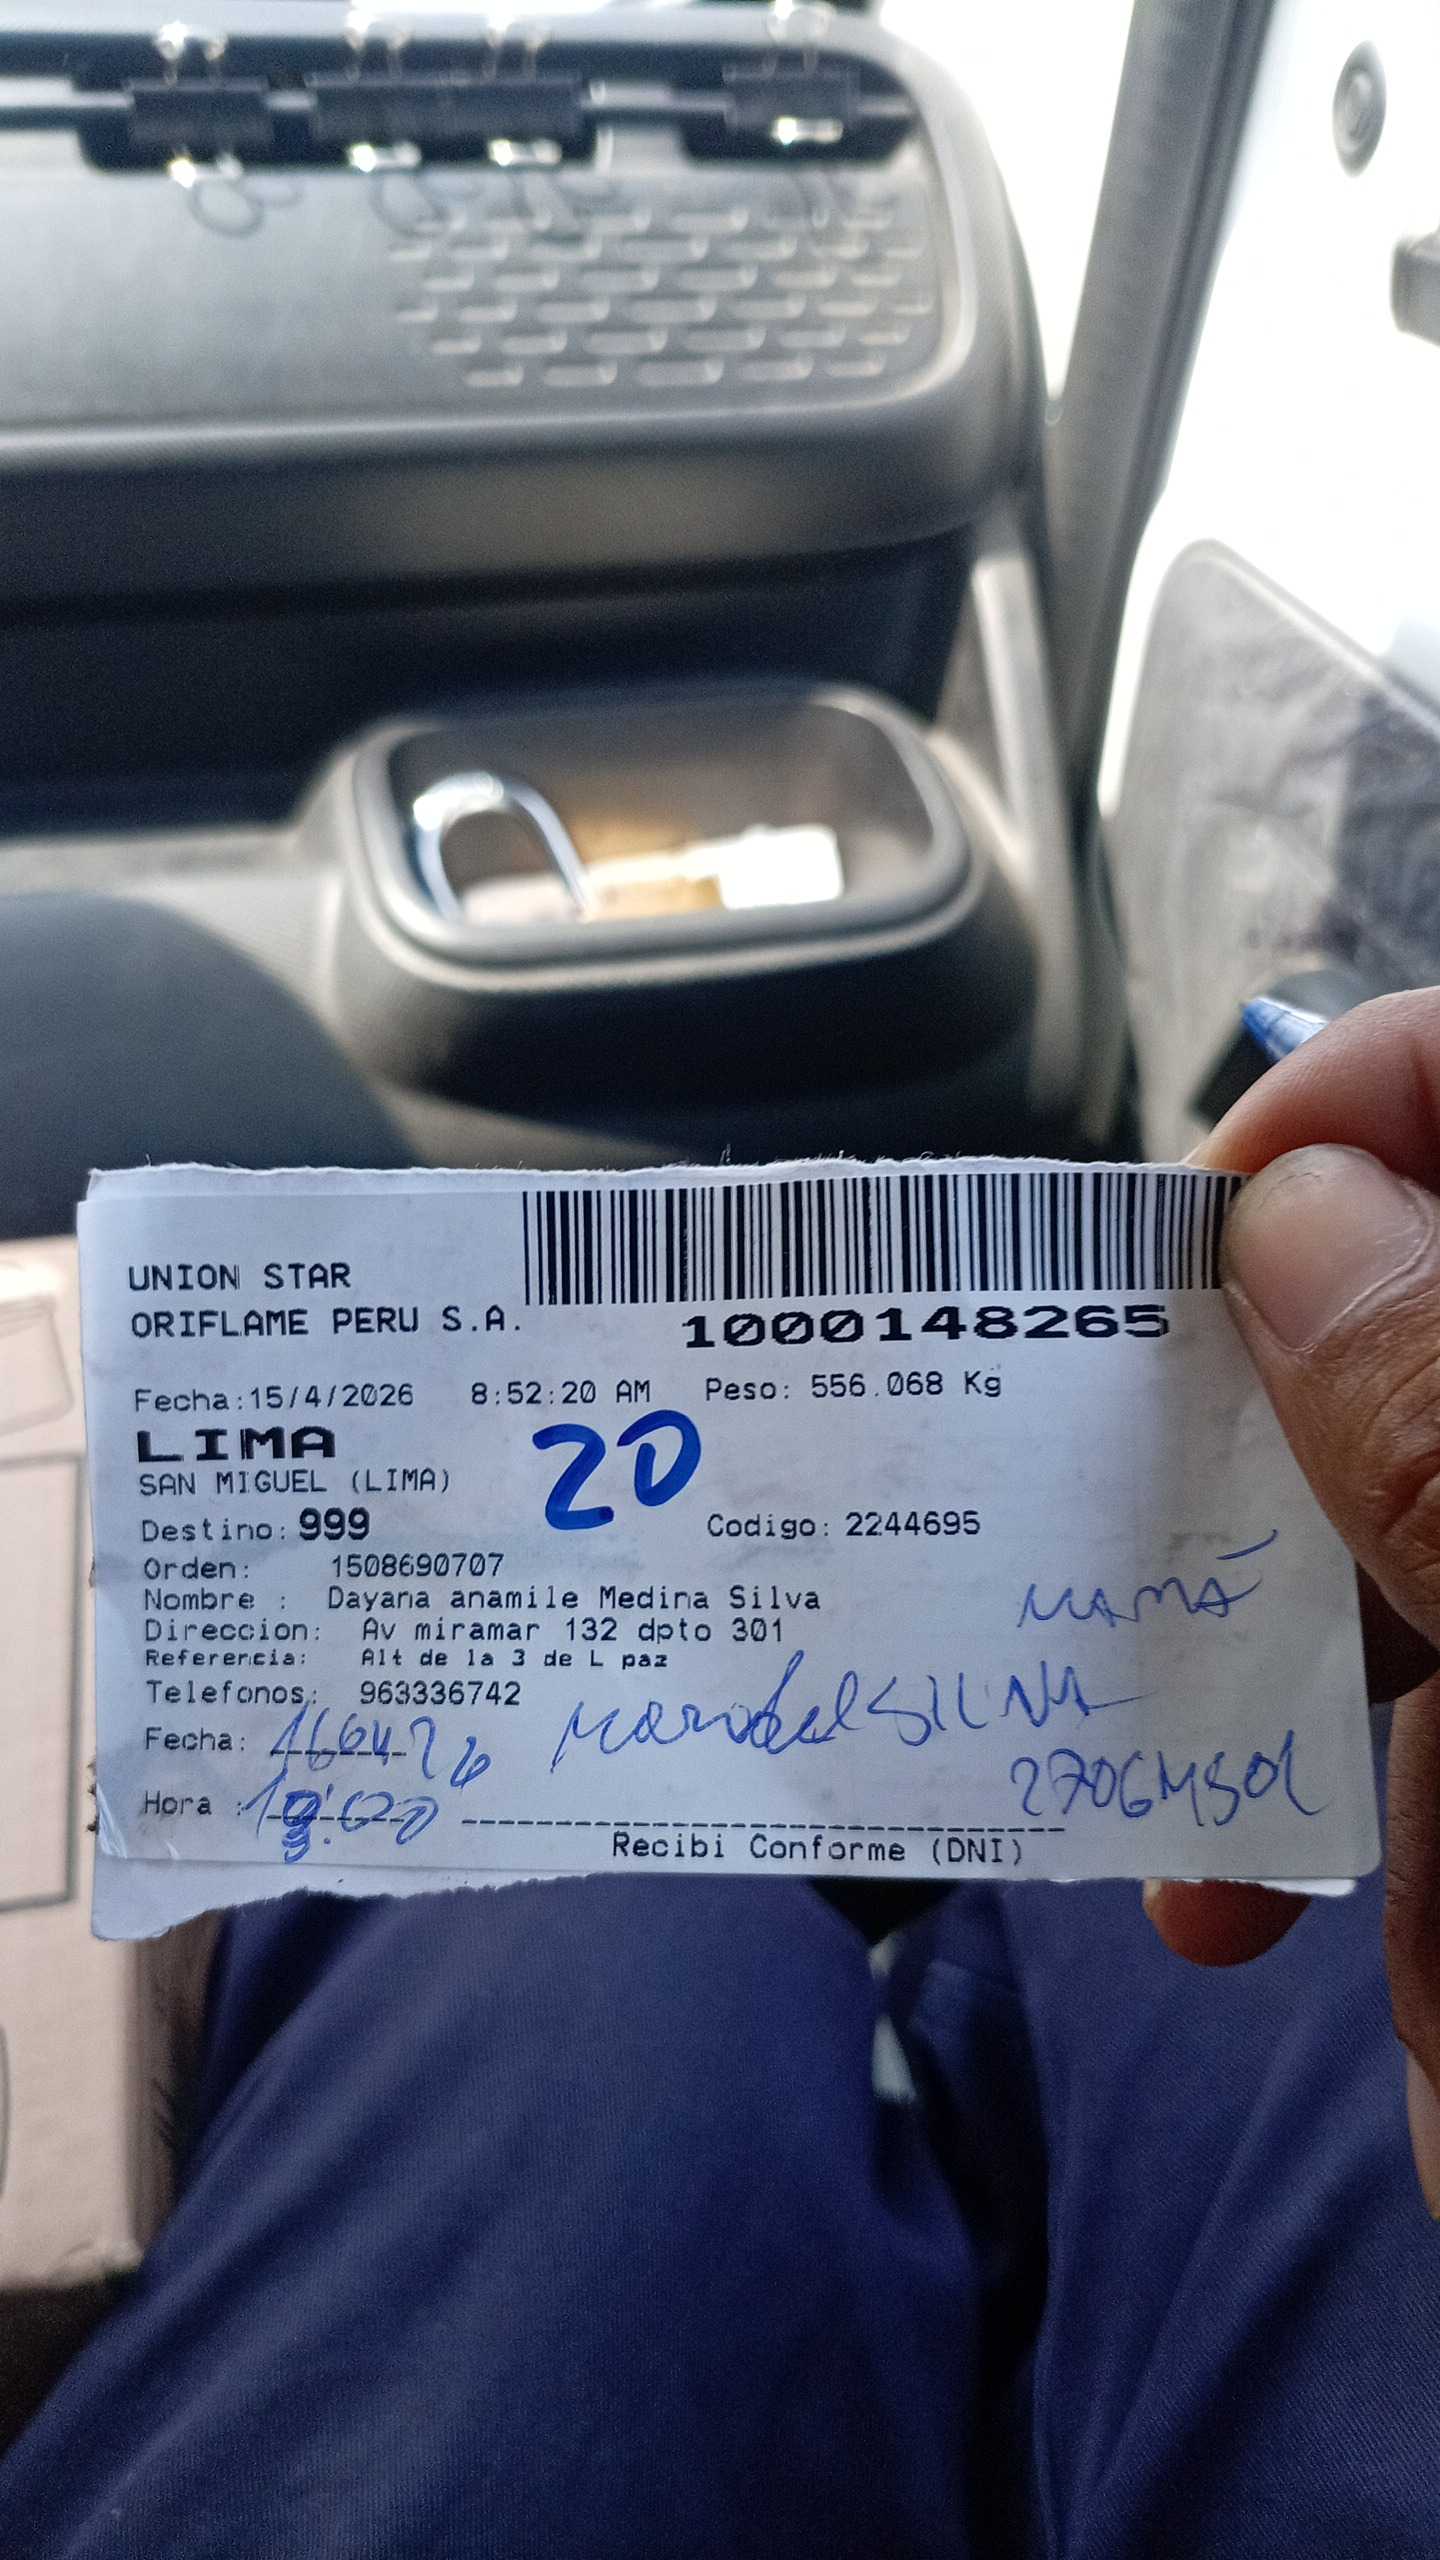 UNION STAR
ORIFLAME PERU S.A.
1000148265
Fecha:15/4/2026 8:52:20 AM Peso: 556.068 Kg
LIMA
20
SAN MIGUEL (LIMA)
Destino: 999 Codigo: 2244695
Orden: 1508690707
Nombre : Dayana anamile Medina Silva
MAMÁ
Direccion: Av miramar 132 dpto 301
Referencia: Alt de la 3 de L paz
Telefonos: 963336742
SILVA
Fecha: 160426
Hora :
Recibi Conforme (DNI)